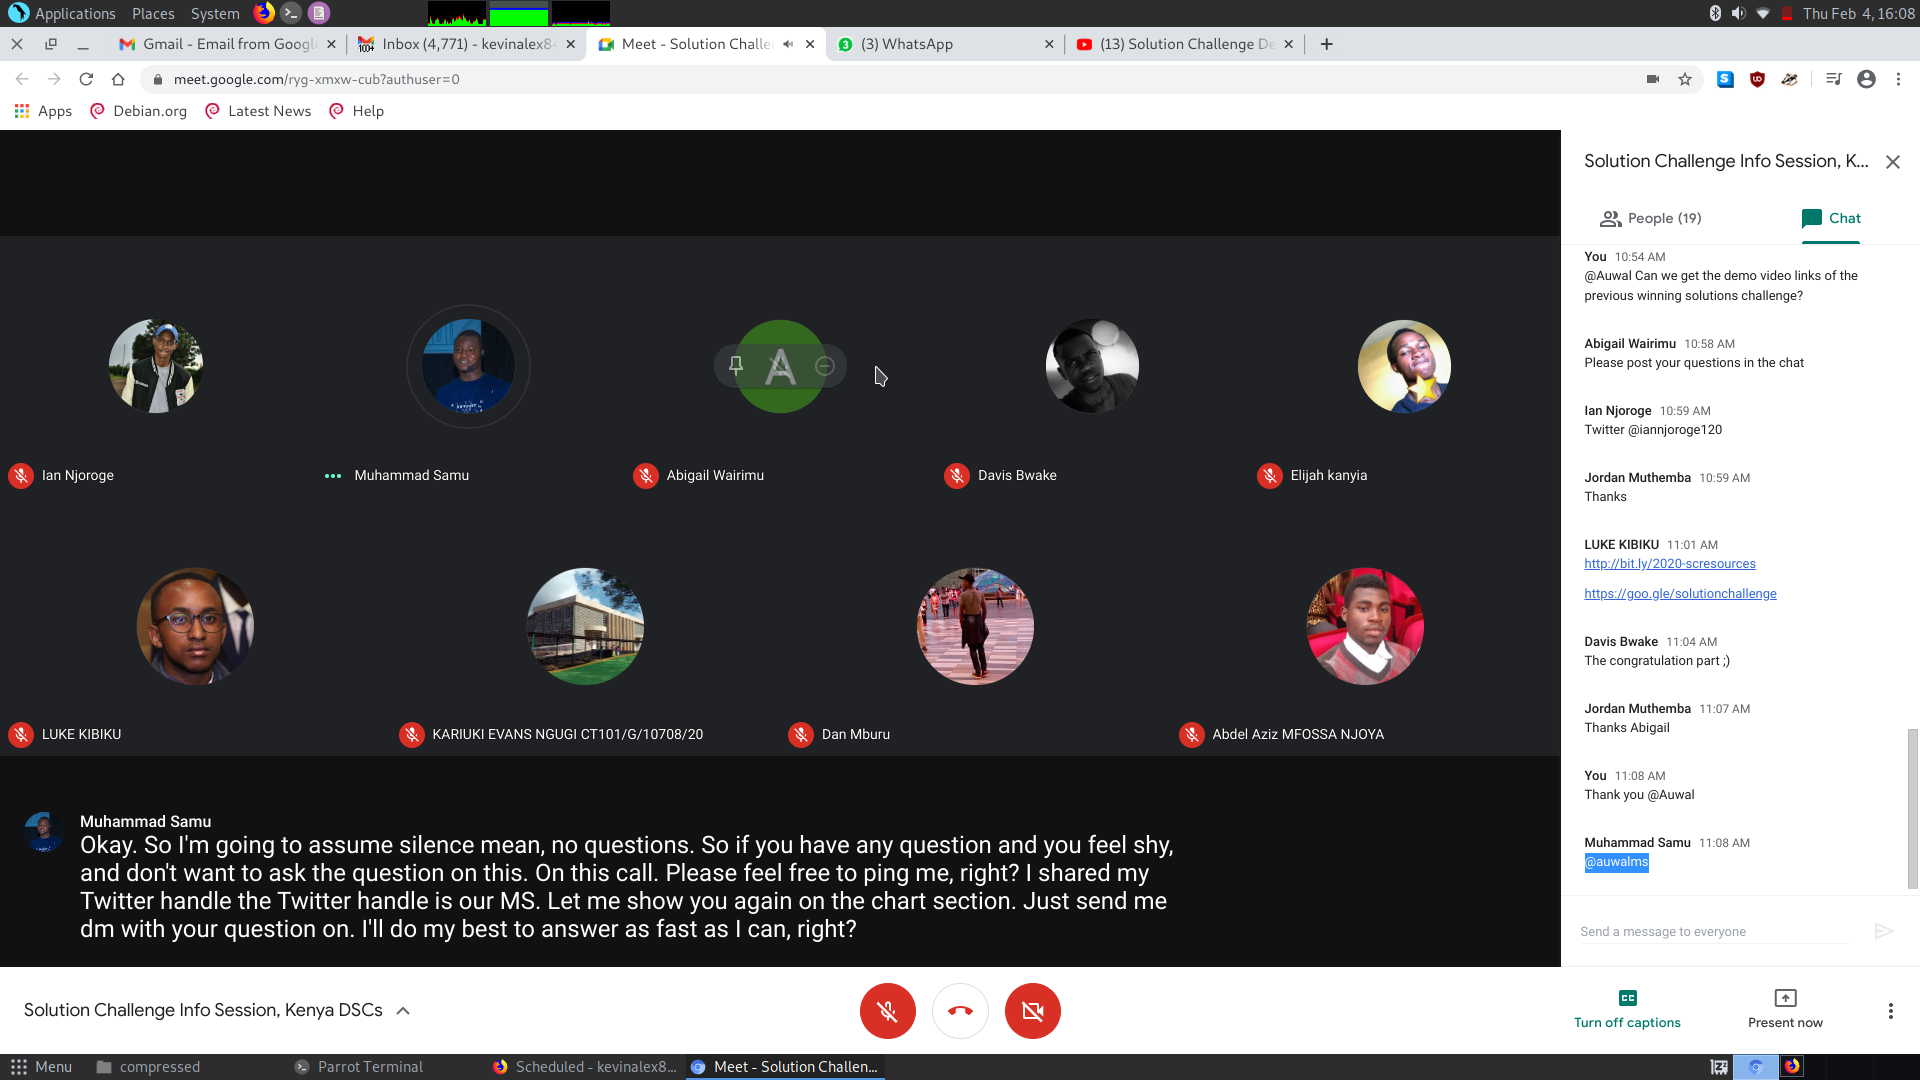 Applications Places System
Thu Feb 4, 16:08
Gmail - Email from Googl
Inbox (4,771) - kevinalex8
Meet - Solution Challe
(3) WhatsApp
(13) Solution Challenge De
meet.google.com/ryg-xmxw-cub?authuser=0
Apps Debian.org Latest News Help
Solution Challenge Info Session, K...
People (19) Chat
You 10:54 AM
@Auwal Can we get the demo video links of the
previous winning solutions challenge?
Abigail Wairimu 10:58 AM
Please post your questions in the chat
Ian Njoroge 10:59 AM
Twitter @iannjoroge120
Jordan Muthemba 10:59 AM
Thanks
LUKE KIBIKU 11:01 AM
http://bit.ly/2020-scresources
https://goo.gle/solutionchallenge
Davis Bwake 11:04 AM
The congratulation part ;)
Jordan Muthemba 11:07 AM
Thanks Abigail
You 11:08 AM
Thank you @Auwal
Muhammad Samu 11:08 AM
@auwalms
Send a message to everyone
A
Ian Njoroge
Muhammad Samu
Abigail Wairimu
Davis Bwake
Elijah kanyia
LUKE KIBIKU
KARIUKI EVANS NGUGI CT101/G/10708/20
Dan Mburu
Abdel Aziz MFOSSA NJOYA
Muhammad Samu
Okay. So I'm going to assume silence mean, no questions. So if you have any question and you feel shy,
and don't want to ask the question on this. On this call. Please feel free to ping me, right? I shared my
Twitter handle the Twitter handle is our MS. Let me show you again on the chart section. Just send me
dm with your question on. I'll do my best to answer as fast as I can, right?
Solution Challenge Info Session, Kenya DSCs
Turn off captions
Present now
Menu
compressed
Parrot Terminal
Scheduled - kevinalex8...
Meet - Solution Challen...